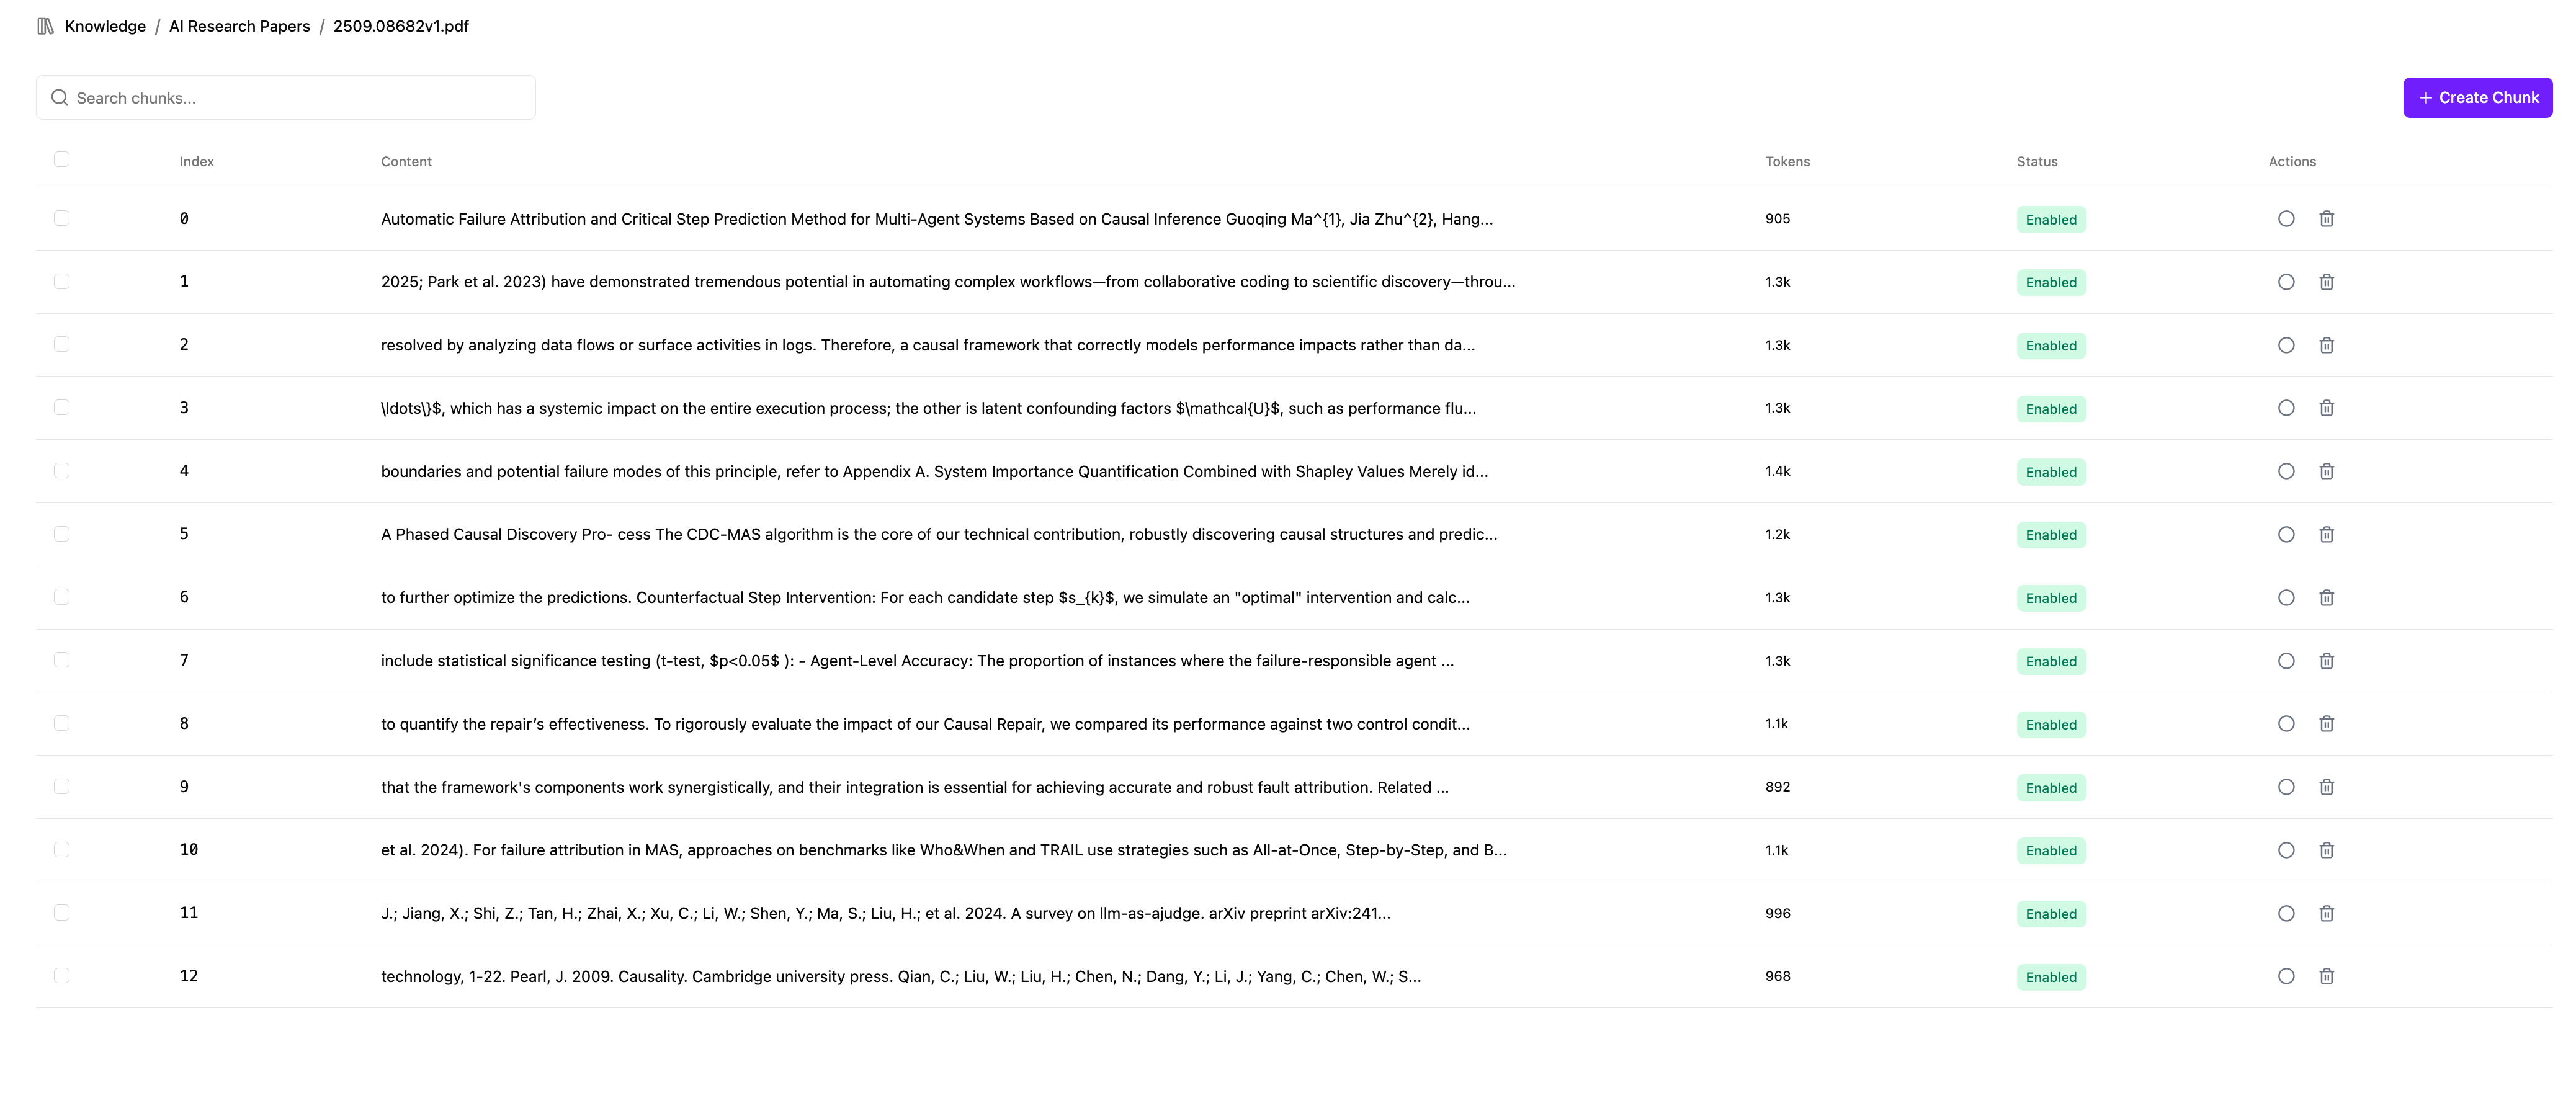 Knowledge / AI Research Papers / 2509.08682v1.pdf
Search chunks...
+ Create Chunk
Index Content Tokens Status Actions
0 Automatic Failure Attribution and Critical Step Prediction Method for Multi-Agent Systems Based on Causal Inference Guoqing Ma^{1}, Jia Zhu^{2}, Hang... 905 Enabled
1 2025; Park et al. 2023) have demonstrated tremendous potential in automating complex workflows—from collaborative coding to scientific discovery—throu... 1.3k Enabled
2 resolved by analyzing data flows or surface activities in logs. Therefore, a causal framework that correctly models performance impacts rather than da... 1.3k Enabled
3 \ldots\}$, which has a systemic impact on the entire execution process; the other is latent confounding factors $\mathcal{U}$, such as performance flu... 1.3k Enabled
4 boundaries and potential failure modes of this principle, refer to Appendix A. System Importance Quantification Combined with Shapley Values Merely id... 1.4k Enabled
5 A Phased Causal Discovery Pro- cess The CDC-MAS algorithm is the core of our technical contribution, robustly discovering causal structures and predic... 1.2k Enabled
6 to further optimize the predictions. Counterfactual Step Intervention: For each candidate step $s_{k}$, we simulate an "optimal" intervention and calc... 1.3k Enabled
7 include statistical significance testing (t-test, $p<0.05$ ): - Agent-Level Accuracy: The proportion of instances where the failure-responsible agent ... 1.3k Enabled
8 to quantify the repair’s effectiveness. To rigorously evaluate the impact of our Causal Repair, we compared its performance against two control condit... 1.1k Enabled
9 that the framework's components work synergistically, and their integration is essential for achieving accurate and robust fault attribution. Related ... 892 Enabled
10 et al. 2024). For failure attribution in MAS, approaches on benchmarks like Who&When and TRAIL use strategies such as All-at-Once, Step-by-Step, and B... 1.1k Enabled
11 J.; Jiang, X.; Shi, Z.; Tan, H.; Zhai, X.; Xu, C.; Li, W.; Shen, Y.; Ma, S.; Liu, H.; et al. 2024. A survey on llm-as-ajudge. arXiv preprint arXiv:241... 996 Enabled
12 technology, 1-22. Pearl, J. 2009. Causality. Cambridge university press. Qian, C.; Liu, W.; Liu, H.; Chen, N.; Dang, Y.; Li, J.; Yang, C.; Chen, W.; S... 968 Enabled